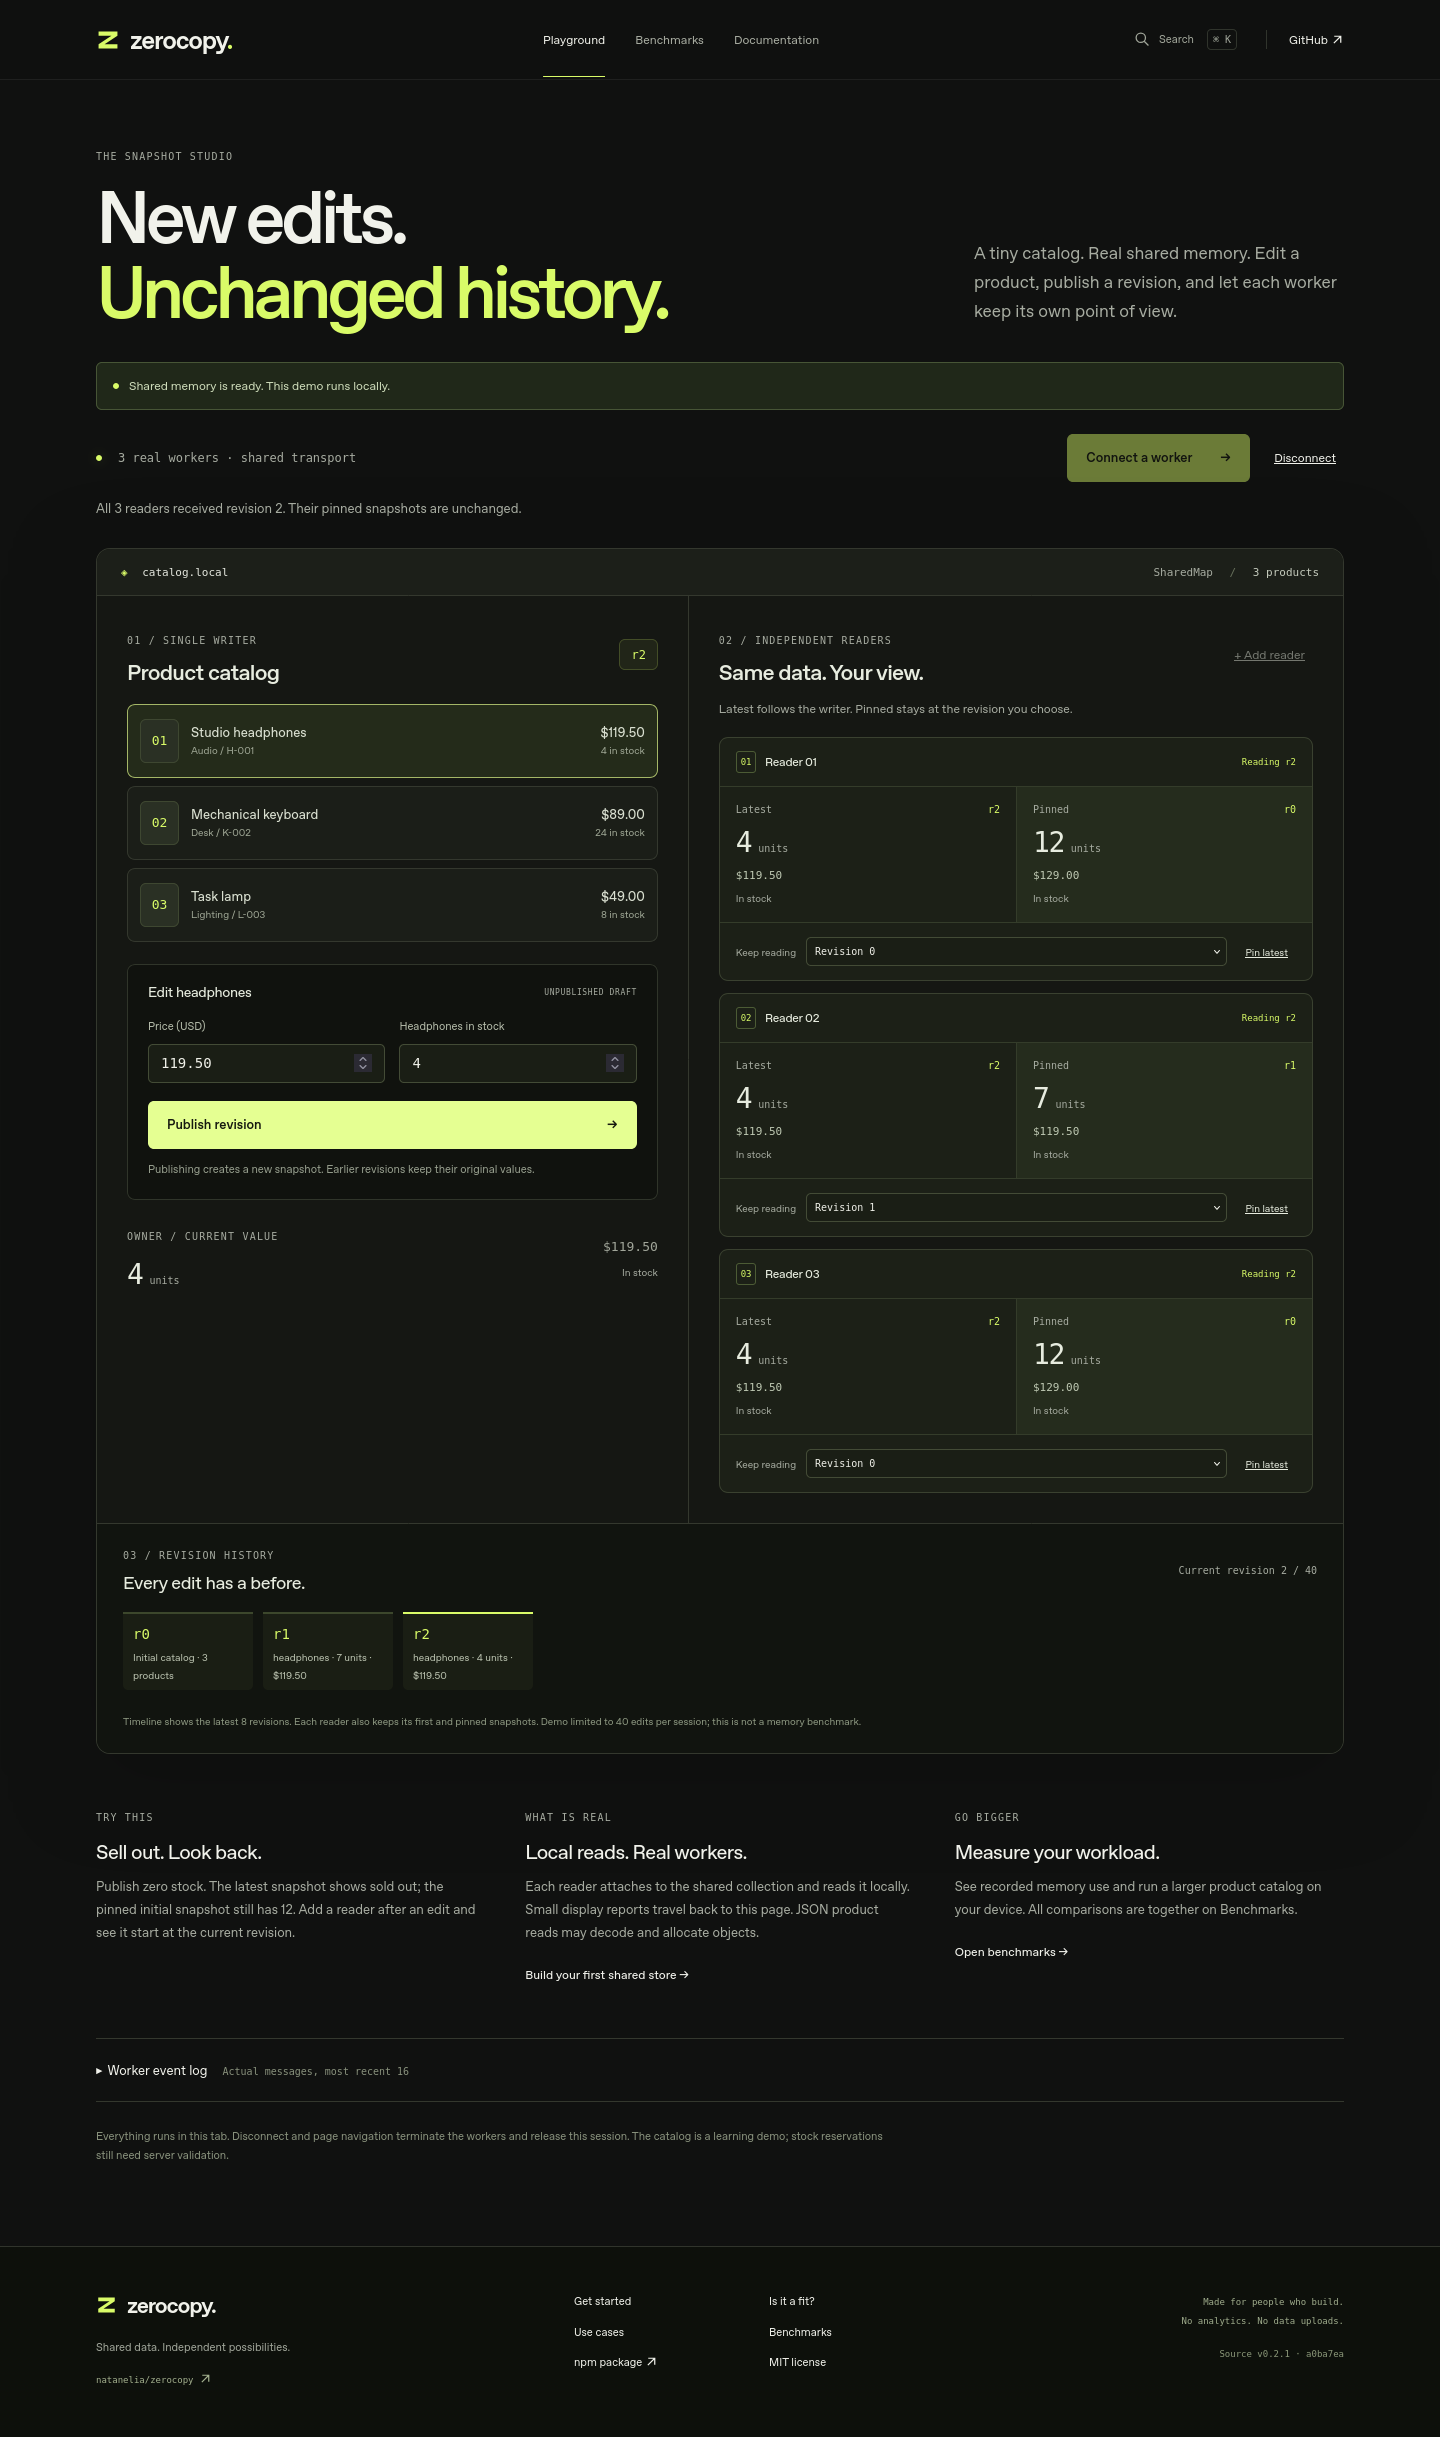 zerocopy.
Playground
Benchmarks
Documentation
Search
⌘ K
GitHub ↗
THE SNAPSHOT STUDIO
New edits.
Unchanged history.
A tiny catalog. Real shared memory. Edit a
product, publish a revision, and let each worker
keep its own point of view.
Shared memory is ready. This demo runs locally.
3 real workers · shared transport
Connect a worker →
Disconnect
All 3 readers received revision 2. Their pinned snapshots are unchanged.
◈ catalog.local
SharedMap / 3 products
01 / SINGLE WRITER
Product catalog
r2
01
Studio headphones
Audio / H-001
$119.50
4 in stock
02
Mechanical keyboard
Desk / K-002
$89.00
24 in stock
03
Task lamp
Lighting / L-003
$49.00
8 in stock
Edit headphones
UNPUBLISHED DRAFT
Price (USD)
Headphones in stock
119.50
4
Publish revision →
Publishing creates a new snapshot. Earlier revisions keep their original values.
OWNER / CURRENT VALUE
4 units
$119.50
In stock
02 / INDEPENDENT READERS
Same data. Your view.
+ Add reader
Latest follows the writer. Pinned stays at the revision you choose.
01 Reader 01
Reading r2
Latest r2
4 units
$119.50
In stock
Pinned r0
12 units
$129.00
In stock
Keep reading
Revision 0
Pin latest
02 Reader 02
Reading r2
Latest r2
4 units
$119.50
In stock
Pinned r1
7 units
$119.50
In stock
Keep reading
Revision 1
Pin latest
03 Reader 03
Reading r2
Latest r2
4 units
$119.50
In stock
Pinned r0
12 units
$129.00
In stock
Keep reading
Revision 0
Pin latest
03 / REVISION HISTORY
Every edit has a before.
Current revision 2 / 40
r0
Initial catalog · 3
products
r1
headphones · 7 units ·
$119.50
r2
headphones · 4 units ·
$119.50
Timeline shows the latest 8 revisions. Each reader also keeps its first and pinned snapshots. Demo limited to 40 edits per session; this is not a memory benchmark.
TRY THIS
Sell out. Look back.
Publish zero stock. The latest snapshot shows sold out; the
pinned initial snapshot still has 12. Add a reader after an edit and
see it start at the current revision.
WHAT IS REAL
Local reads. Real workers.
Each reader attaches to the shared collection and reads it locally.
Small display reports travel back to this page. JSON product
reads may decode and allocate objects.
Build your first shared store →
GO BIGGER
Measure your workload.
See recorded memory use and run a larger product catalog on
your device. All comparisons are together on Benchmarks.
Open benchmarks →
▸ Worker event log
Actual messages, most recent 16
Everything runs in this tab. Disconnect and page navigation terminate the workers and release this session. The catalog is a learning demo; stock reservations
still need server validation.
zerocopy.
Shared data. Independent possibilities.
natanelia/zerocopy ↗
Get started
Use cases
npm package ↗
Is it a fit?
Benchmarks
MIT license
Made for people who build.
No analytics. No data uploads.
Source v0.2.1 · a0ba7ea